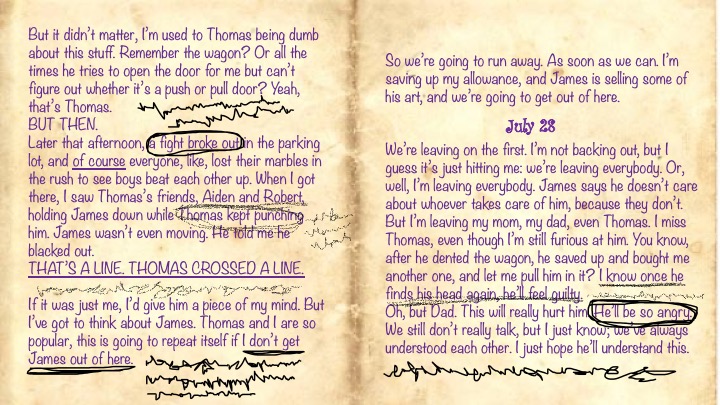 But it didn't matter, I'm used to Thomas being dumb
about this stuff. Remember the wagon? Or all the
times he tries to open the door for me but can't
figure out whether it's a push or pull door? Yeah,
that's Thomas.
BUT THEN.
Later that afternoon, a fight broke out in the parking
lot, and of course everyone, like, lost their marbles in
the rush to see boys beat each other up. When I got
there, I saw Thomas's friends, Aiden and Robert,
holding James down while Thomas kept punching
him. James wasn't even moving. He told me he
blacked out.
THAT'S A LINE. THOMAS CROSSED A LINE.
If it was just me, I'd give him a piece of my mind. But
I've got to think about James. Thomas and I are so
popular, this is going to repeat itself if I don't get
James out of here.
So we're going to run away. As soon as we can. I'm
saving up my allowance, and James is selling some of
his art, and we're going to get out of here.
July 28
We're leaving on the first. I'm not backing out, but I
guess it's just hitting me: we're leaving everybody. Or,
well, I'm leaving everybody. James says he doesn't care
about whoever takes care of him, because they don't.
But I'm leaving my mom, my dad, even Thomas. I miss
Thomas, even though I'm still furious at him. You know,
after he dented the wagon, he saved up and bought me
another one, and let me pull him in it? I know once he
finds his head again, he'll feel guilty.
Oh, but Dad. This will really hurt him. He'll be so angry.
We still don't really talk, but I just know; we've always
understood each other. I just hope he'll understand this.